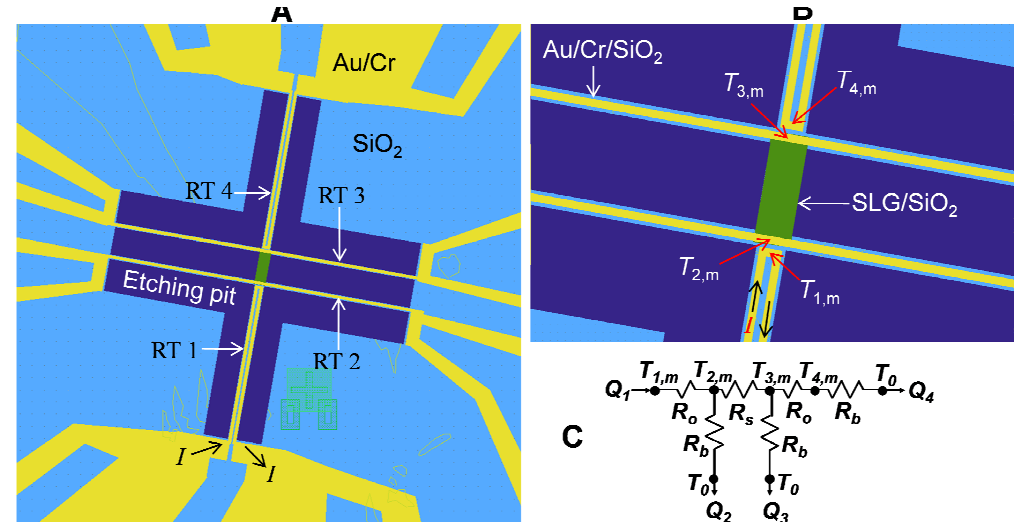 A
Au/Cr
SiO2
RT 4
RT 3
Etching pit
RT 1
RT 2
I
I
B
Au/Cr/SiO2
T3,m
T4,m
SLG/SiO2
T2,m
T1,m
I
C
Q1 T1,m T2,m T3,m T4,m T0 Q4
Ro Rs Ro Rb
Rb Rb
T0 T0
Q2 Q3